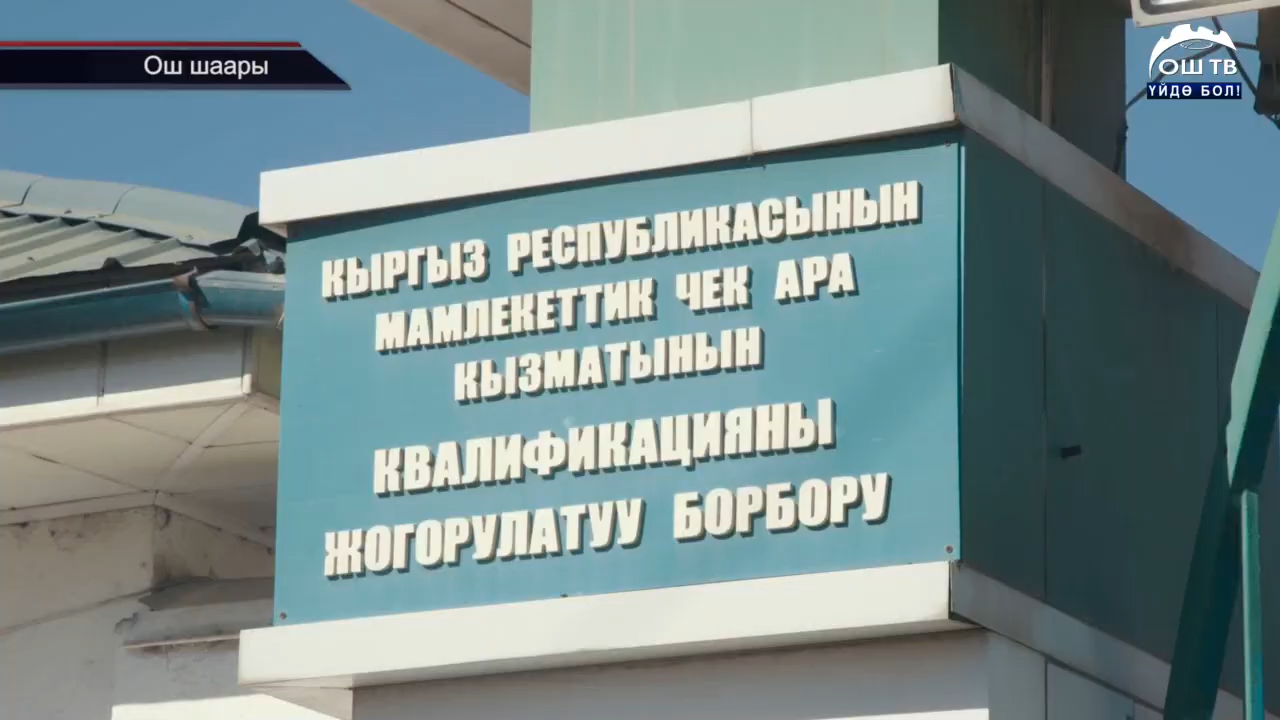 Ош шаары
ОШ ТВ
ҮЙДӨ БОЛ!
КЫРГЫЗ РЕСПУБЛИКАСЫНЫН
МАМЛЕКЕТТИК ЧЕК АРА
КЫЗМАТЫНЫН
КВАЛИФИКАЦИЯНЫ
ЖОГОРУЛАТУУ БОРБОРУ